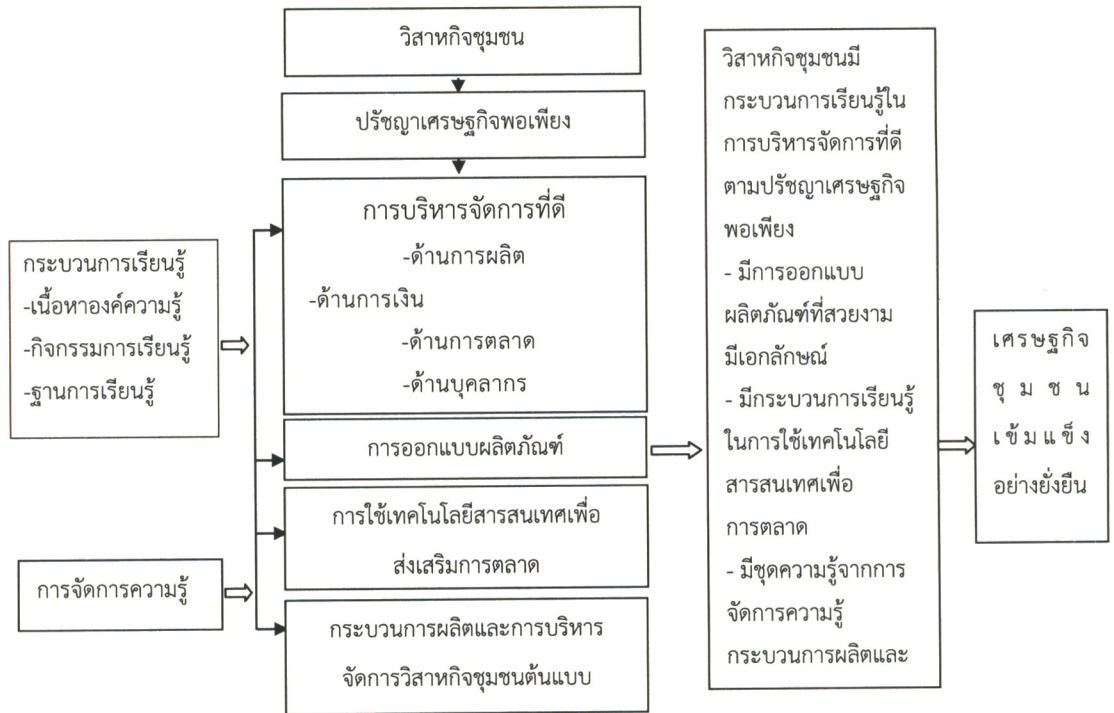 วิสาหกิจชุมชน
ปรัชญาเศรษฐกิจพอเพียง
การบริหารจัดการที่ดี
-ด้านการผลิต
-ด้านการเงิน
-ด้านการตลาด
-ด้านบุคลากร
กระบวนการเรียนรู้
-เนื้อหาองค์ความรู้
-กิจกรรมการเรียนรู้
-ฐานการเรียนรู้
การออกแบบผลิตภัณฑ์
การใช้เทคโนโลยีสารสนเทศเพื่อ
ส่งเสริมการตลาด
การจัดการความรู้
กระบวนการผลิตและการบริหาร
จัดการวิสาหกิจชุมชนต้นแบบ
วิสาหกิจชุมชนมี
กระบวนการเรียนรู้ใน
การบริหารจัดการที่ดี
ตามปรัชญาเศรษฐกิจ
พอเพียง
- มีการออกแบบ
ผลิตภัณฑ์ที่สวยงาม
มีเอกลักษณ์
- มีกระบวนการเรียนรู้
ในการใช้เทคโนโลยี
สารสนเทศเพื่อ
การตลาด
- มีชุดความรู้จากการ
จัดการความรู้
กระบวนการผลิตและ
เศรษฐกิจ
ชุมชน
เข้มแข็ง
อย่างยั่งยืน